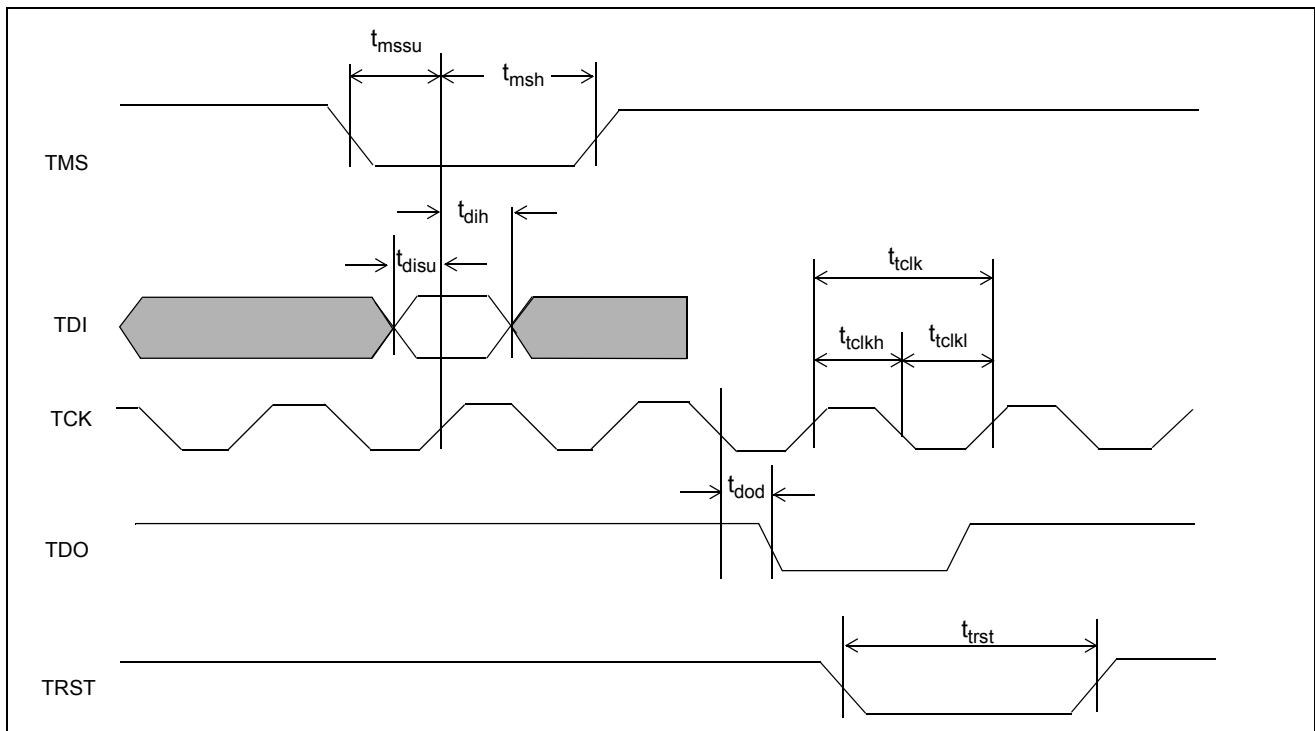 tmssu
tmsh
TMS
tdih
tdisu
ttclk
TDI
ttclkh
ttclkl
TCK
tdod
TDO
ttrst
TRST